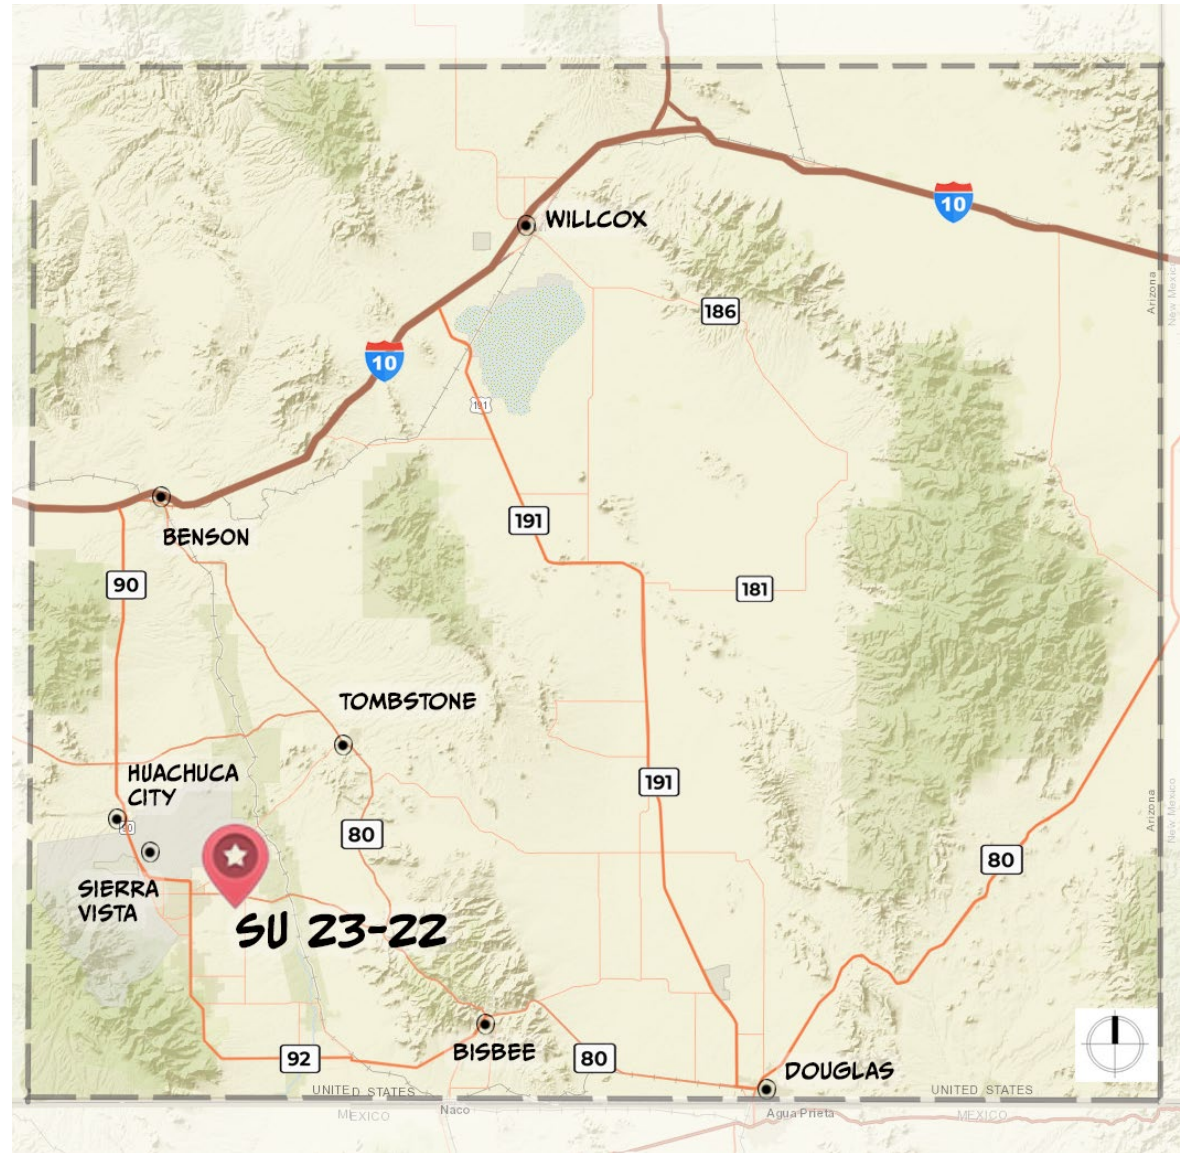 10
WILLCOX
Arizona
New Mexico
186
10
191
191
BENSON
90
181
TOMBSTONE
HUACHUCA
CITY
191
Arizona
New Mexico
90
80
80
SIERRA
VISTA
SU 23-22
92
BISBEE
80
DOUGLAS
UNITED STATES
UNITED STATES
MEXICO
Naco
Agua Prieta
MEXICO